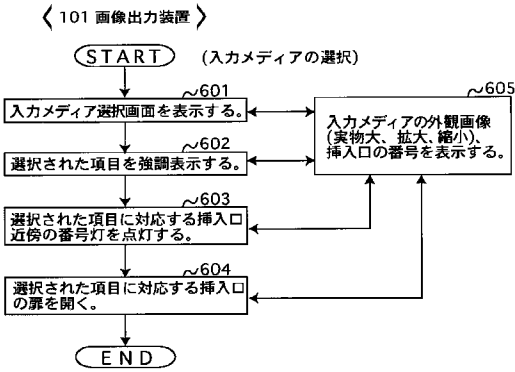 〈 101 画像出力装置 〉
START
(入力メディアの選択)
601
入力メディア選択画面を表示する。
602
選択された項目を強調表示する。
603
選択された項目に対応する挿入口
近傍の番号灯を点灯する。
604
選択された項目に対応する挿入口
の扉を開く。
END
605
入力メディアの外観画像
(実物大、拡大、縮小)、
挿入口の番号を表示する。